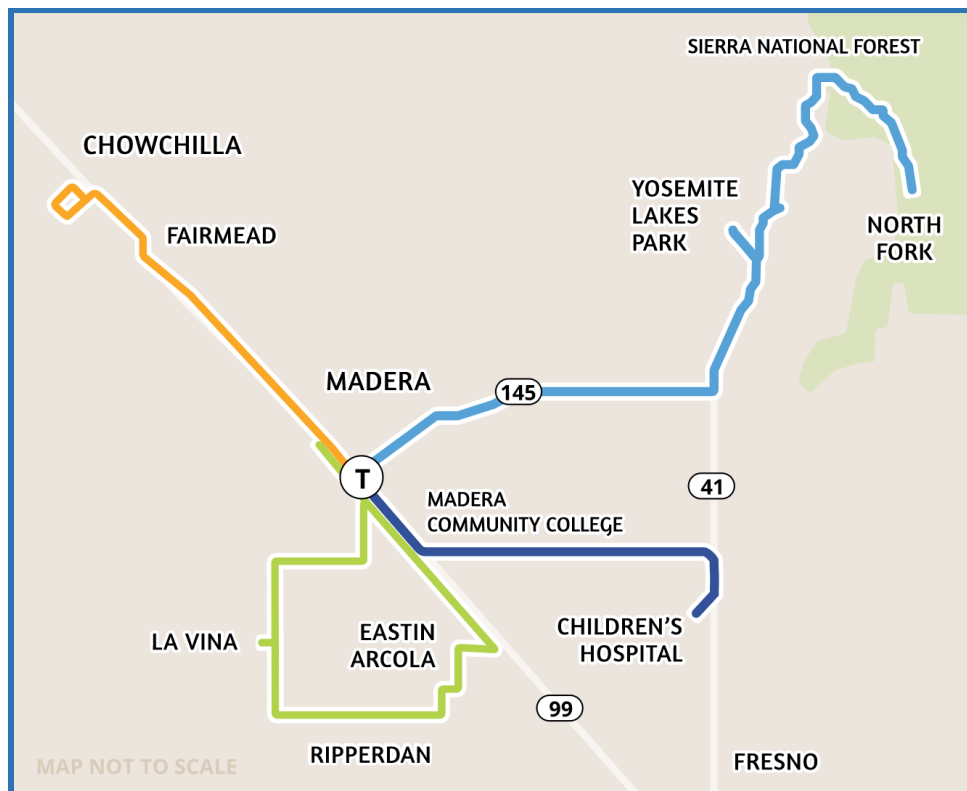 SIERRA NATIONAL FOREST
CHOWCHILLA
YOSEMITE
LAKES
PARK
NORTH
FORK
FAIRMEAD
MADERA
145
T
41
MADERA
COMMUNITY COLLEGE
LA VINA
EASTIN
ARCOLA
CHILDREN'S
HOSPITAL
99
RIPPERDAN
FRESNO
MAP NOT TO SCALE